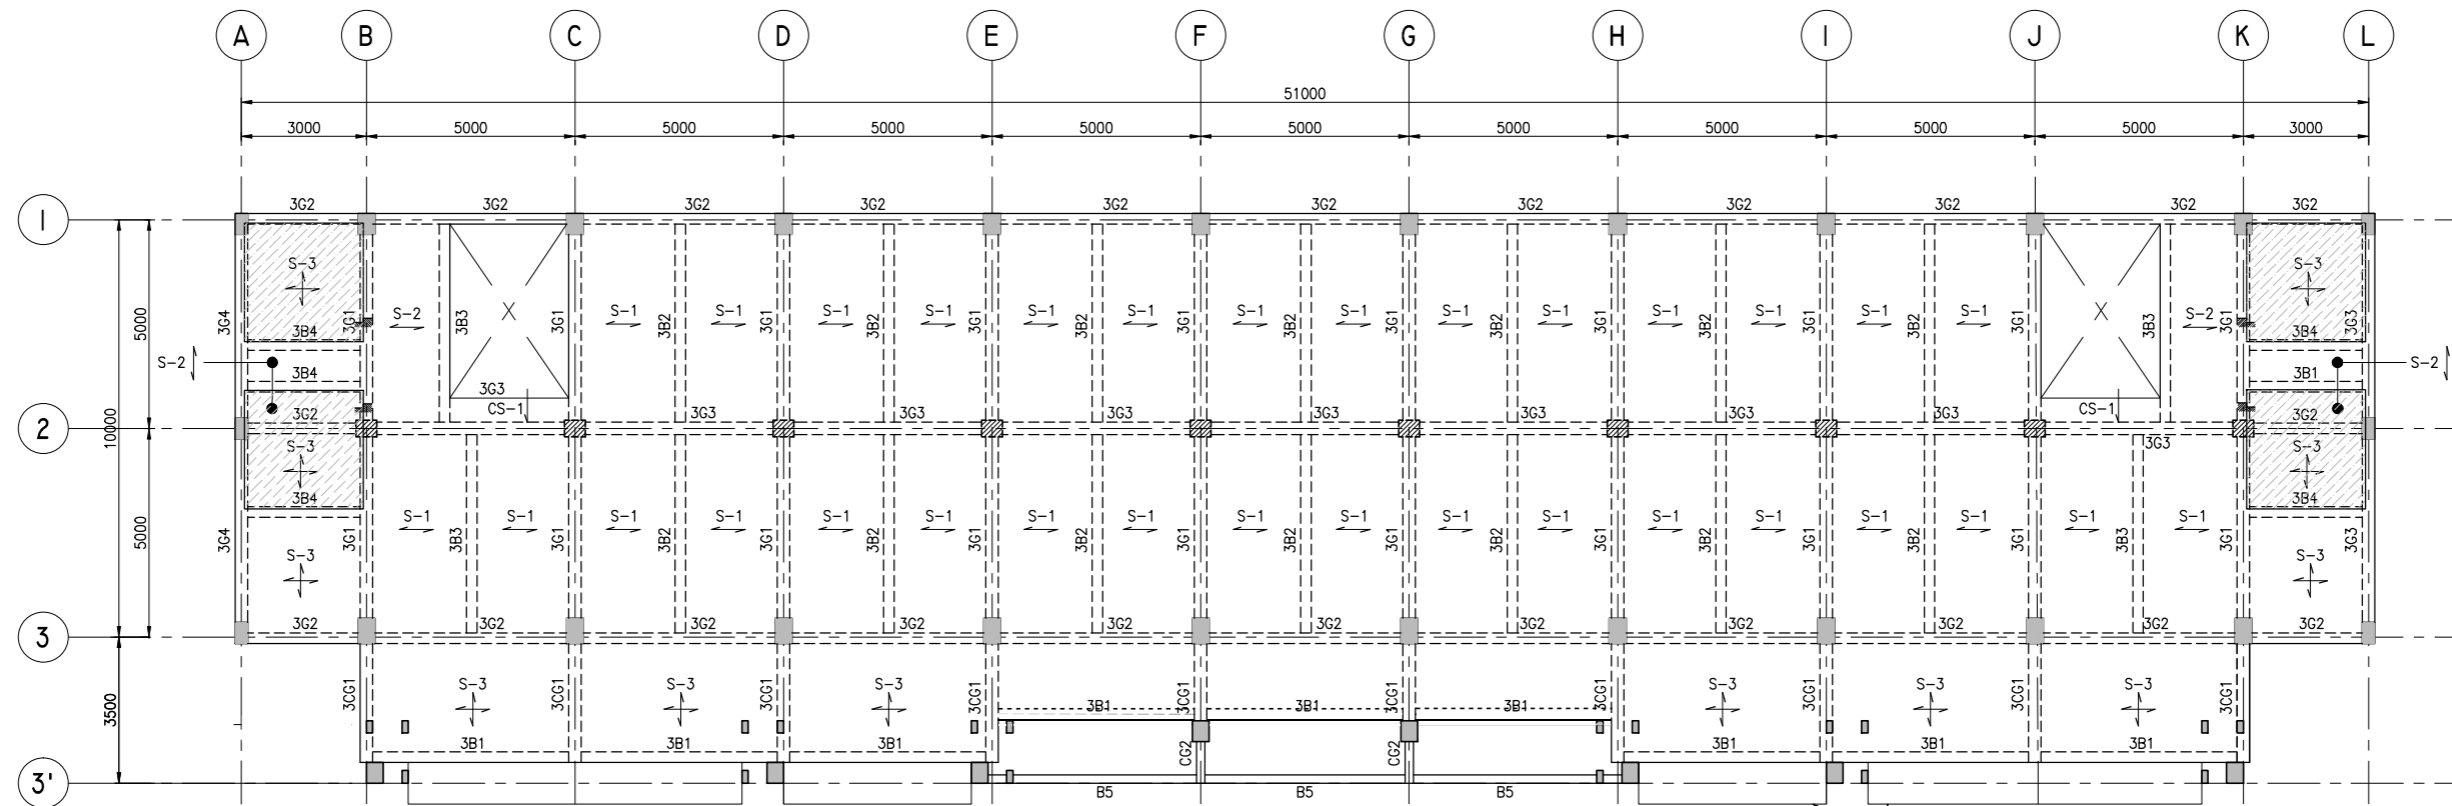 A B C D E F G H I J K L
51000
3000 5000 5000 5000 5000 5000 5000 5000 5000 5000 3000
1 3G2 3G2 3G2 3G2 3G2 3G2 3G2 3G2 3G2 3G2 3G2
S-3 S-3
5000 3G4 3G1 S-2 3B3 X 3G1 S-1 3B2 S-1 3G1 S-1 3B2 S-1 3G1 S-1 3B2 S-1 3G1 S-1 3B2 S-1 3G1 S-1 3B2 S-1 3G1 S-1 3B2 S-1 3G1 S-1 3B2 S-1 3G1 X 3B3 S-2 3G1 3G3
3B4 3B4
S-2 S-2
3B4 3B1
3G3
10000
CS-1 CS-1
2 3G2 3G3 3G3 3G3 3G3 3G3 3G3 3G3 3G2
3G3
S-3 S-3
3B4 3B4
5000 3G4 3G1 S-1 3B3 S-1 3G1 S-1 3B2 S-1 3G1 S-1 3B2 S-1 3G1 S-1 3B2 S-1 3G1 S-1 3B2 S-1 3G1 S-1 3B2 S-1 3G1 S-1 3B2 S-1 3G1 S-1 3B2 S-1 3G1 S-1 3B3 S-1 3G1 3G3
S-3 S-3
3 3G2 3G2 3G2 3G2 3G2 3G2 3G2 3G2 3G2 3G2 3G2
3500 3CG1 S-3 3CG1 S-3 3CG1 S-3 3CG1 3CG1 3CG1 3CG1 S-3 3CG1 S-3 3CG1 S-3 3CG1
3B1 3B1 3B1
3B1 3B1 3B1 3B1 3B1 3B1
CG2 CG2
3'
B5 B5 B5